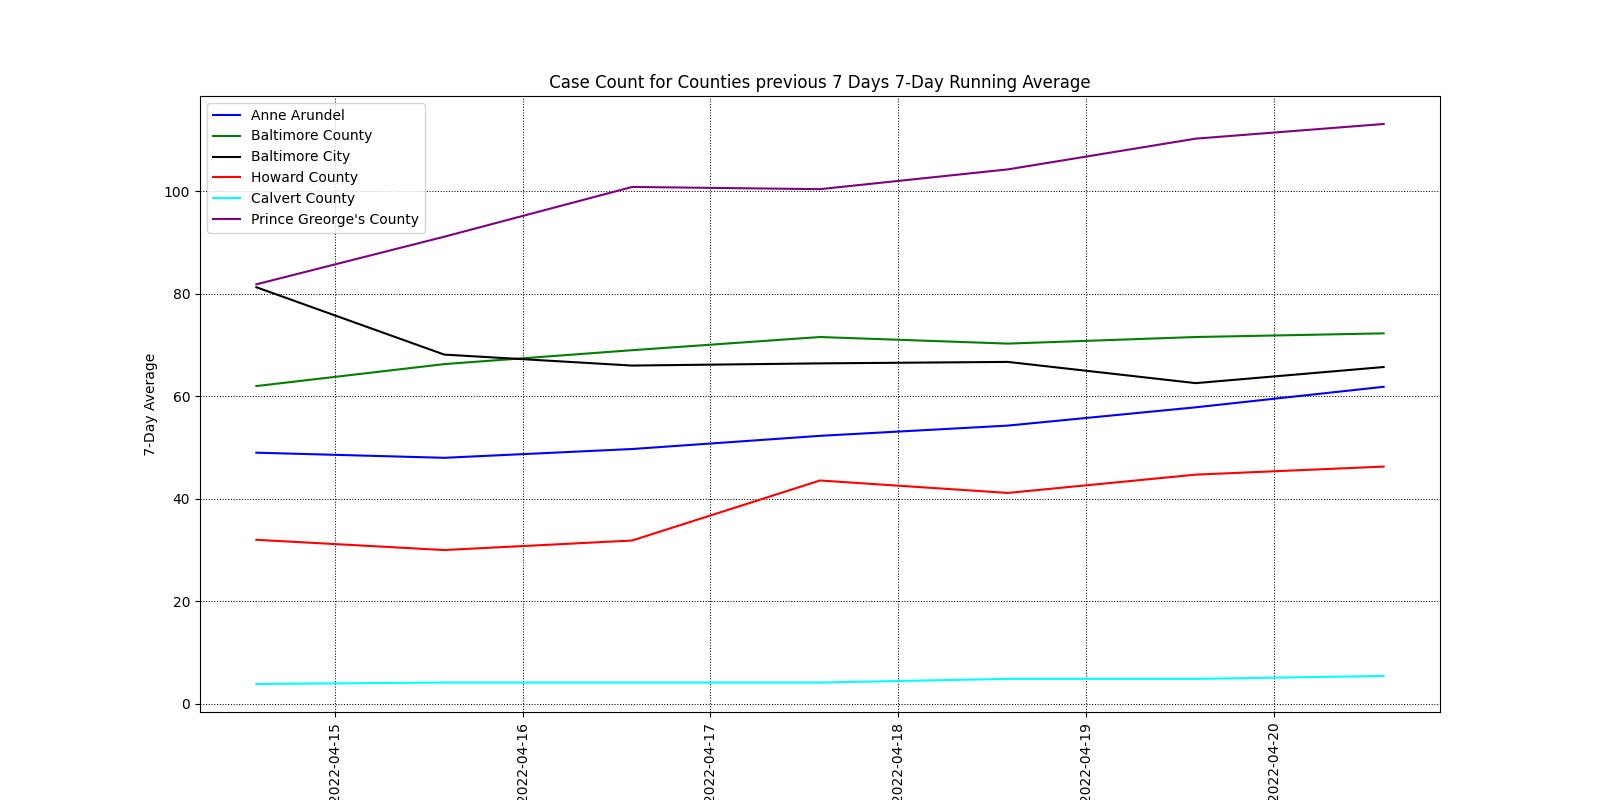 Case Count for Counties previous 7 Days 7-Day Running Average
Anne Arundel
Baltimore County
Baltimore City
Howard County
Calvert County
Prince Greorge's County
7-Day Average
100
80
60
40
20
0
2022-04-15
2022-04-16
2022-04-17
2022-04-18
2022-04-19
2022-04-20